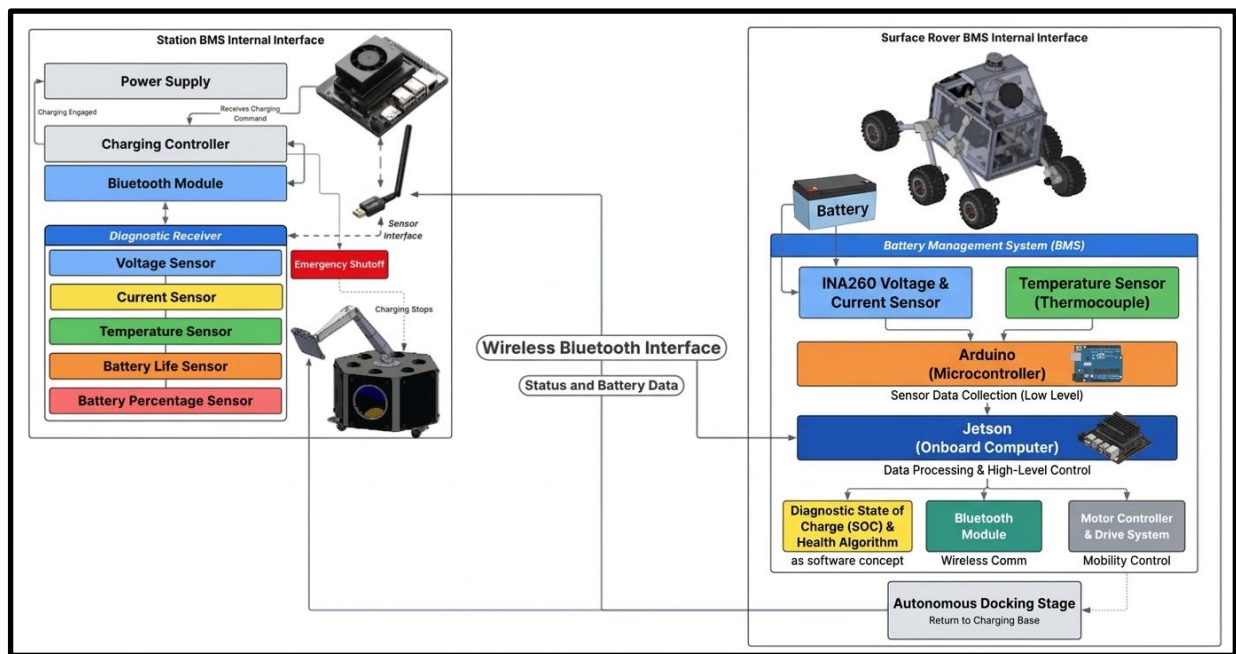 Station BMS Internal Interface
Power Supply
Charging Engaged
Receives Charging
Command
Charging Controller
Bluetooth Module
Sensor
Interface
Diagnostic Receiver
Voltage Sensor
Emergency Shutoff
Current Sensor
Charging Stops
Temperature Sensor
Battery Life Sensor
Battery Percentage Sensor
Wireless Bluetooth Interface
Status and Battery Data
Surface Rover BMS Internal Interface
Battery
Battery Management System (BMS)
INA260 Voltage &
Current Sensor
Temperature Sensor
(Thermocouple)
Arduino
(Microcontroller)
Sensor Data Collection (Low Level)
Jetson
(Onboard Computer)
Data Processing & High-Level Control
Diagnostic State of
Charge (SOC) &
Health Algorithm
as software concept
Bluetooth
Module
Wireless Comm
Motor Controller
& Drive System
Mobility Control
Autonomous Docking Stage
Return to Charging Base